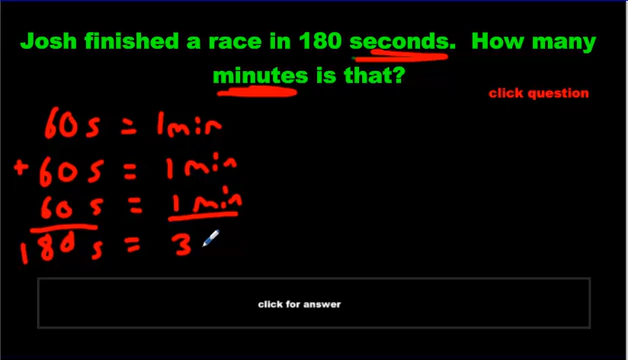 Josh finished a race in 180 seconds. How many
minutes is that?
click question
60 s = 1 min
+ 60 s = 1 min
60 s = 1 min
180 s = 3
click for answer